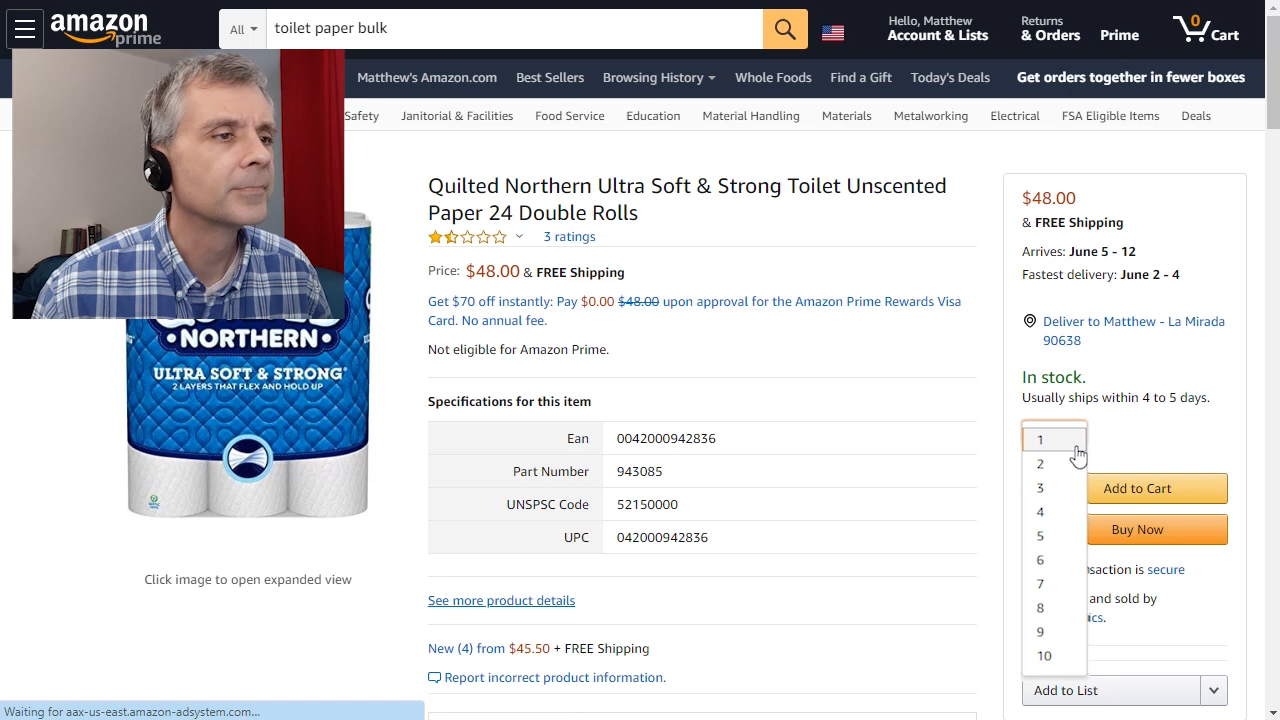 amazon
prime
All
toilet paper bulk
Hello, Matthew
Account & Lists
Returns
& Orders
Prime
0
Cart
Matthew's Amazon.com
Best Sellers
Browsing History
Whole Foods
Find a Gift
Today's Deals
Get orders together in fewer boxes
Safety
Janitorial & Facilities
Food Service
Education
Material Handling
Materials
Metalworking
Electrical
FSA Eligible Items
Deals
NORTHERN
ULTRA SOFT & STRONG
2 LAYERS THAT FLEX AND HOLD UP
Click image to open expanded view
Quilted Northern Ultra Soft & Strong Toilet Unscented
Paper 24 Double Rolls
3 ratings
Price: $48.00 & FREE Shipping
Get $70 off instantly: Pay $0.00 $48.00 upon approval for the Amazon Prime Rewards Visa
Card. No annual fee.
Not eligible for Amazon Prime.
Specifications for this item
Ean 0042000942836
Part Number 943085
UNSPSC Code 52150000
UPC 042000942836
See more product details
New (4) from $45.50 + FREE Shipping
Report incorrect product information.
$48.00
& FREE Shipping
Arrives: June 5 - 12
Fastest delivery: June 2 - 4
Deliver to Matthew - La Mirada
90638
In stock.
Usually ships within 4 to 5 days.
1
2
3
4
5
6
7
8
9
10
Add to Cart
Buy Now
saction is secure
and sold by
ics.
Add to List
Waiting for aax-us-east.amazon-adsystem.com...